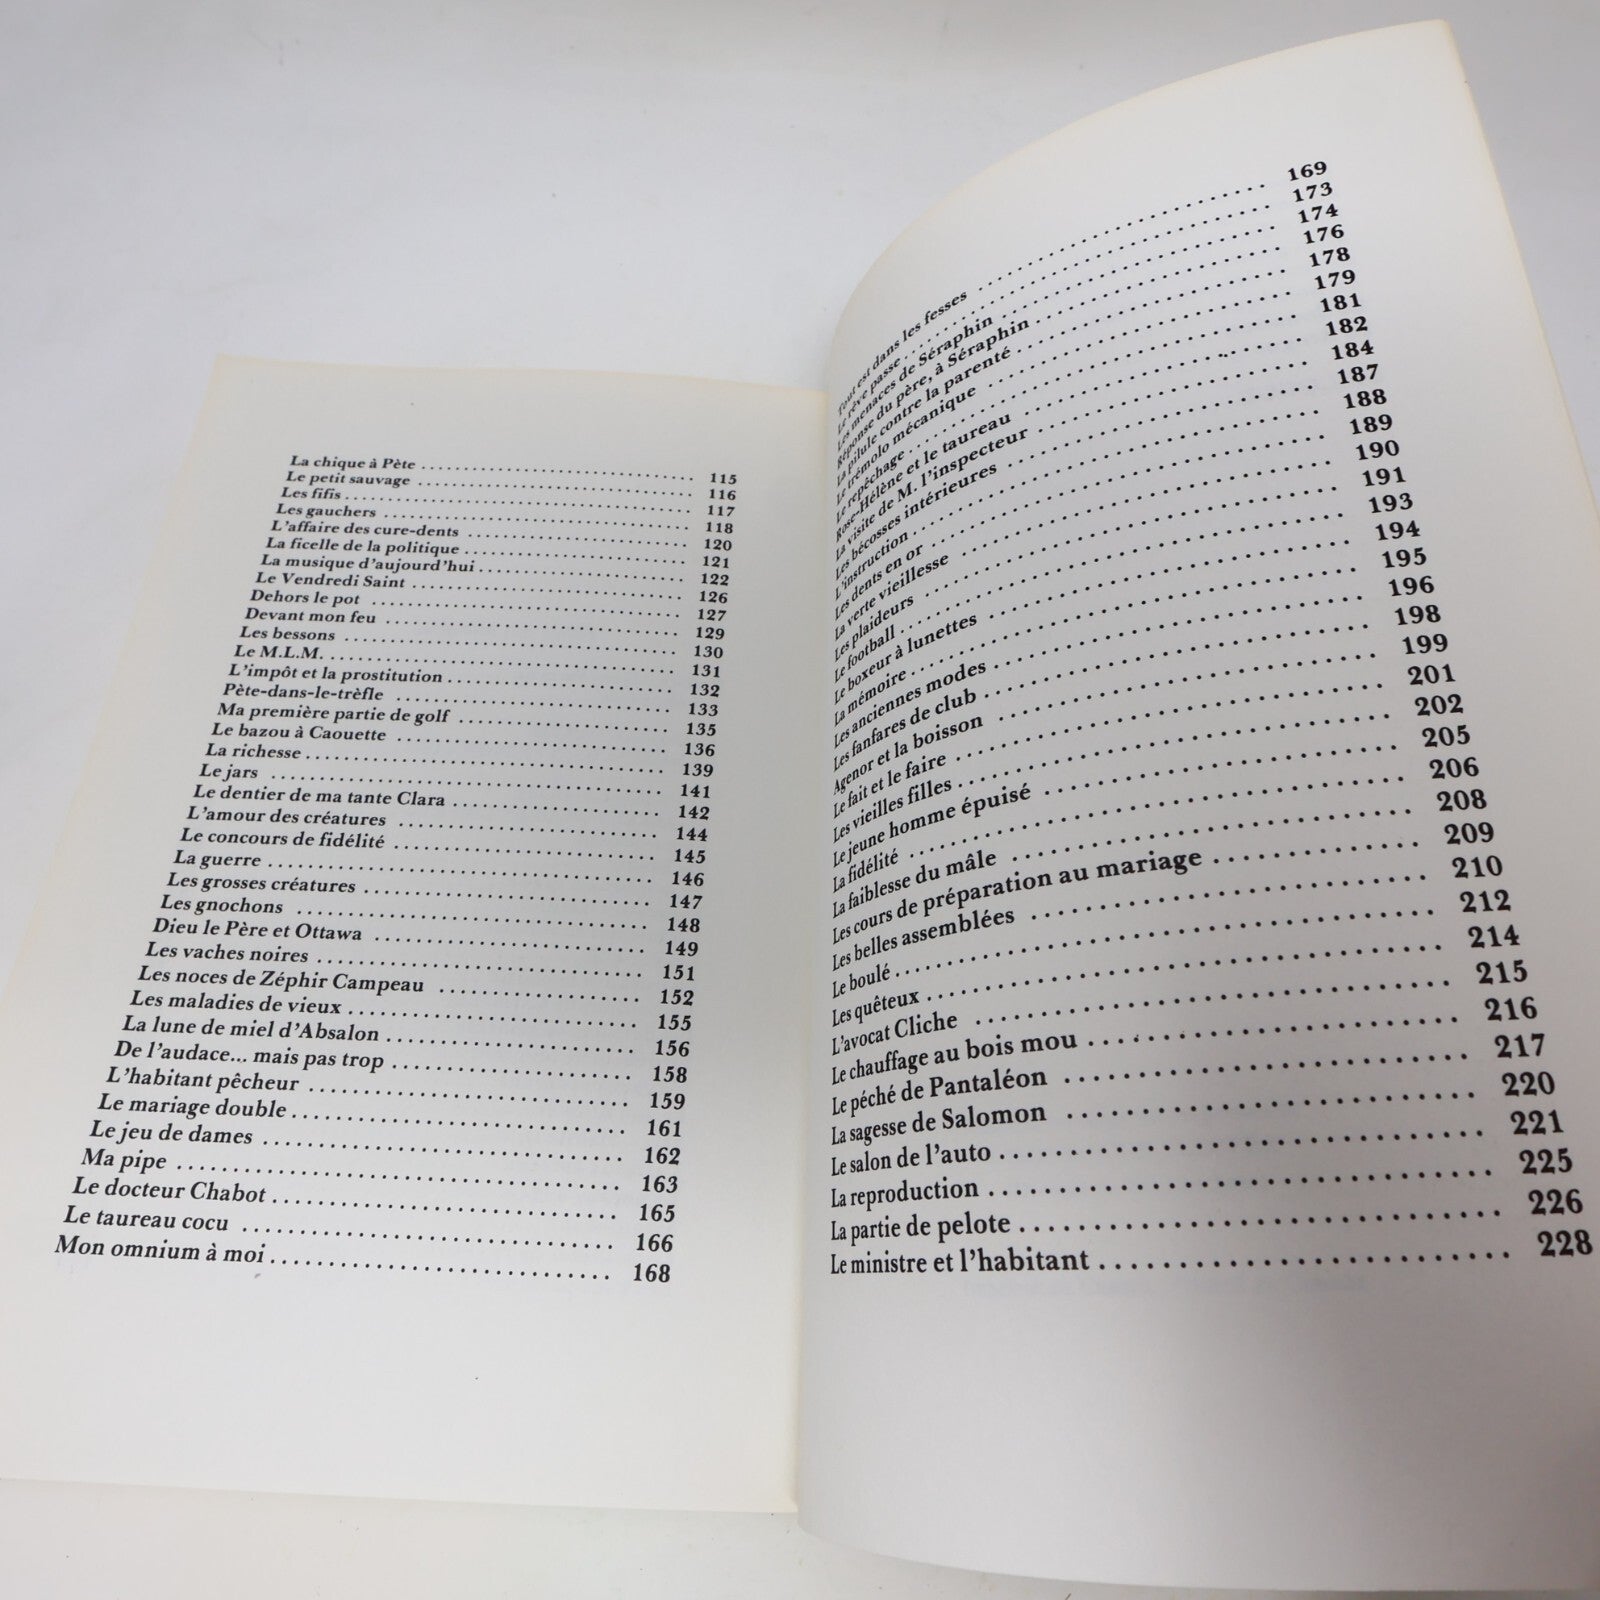 La chique à Pète ........................ 115
Le petit sauvage ........................ 116
Les fifis ........................ 117
Les gauchers ........................ 118
L'affaire des cure-dents ........................ 120
La ficelle de la politique ........................ 121
La musique d'aujourd'hui ........................ 122
Le Vendredi Saint ........................ 126
Dehors le pot ........................ 127
Devant mon feu ........................ 129
Les bessons ........................ 130
Le M.L.M. ........................ 131
L'impôt et la prostitution ........................ 132
Pète-dans-le-trèfle ........................ 133
Ma première partie de golf ........................ 135
Le bazou à Caouette ........................ 136
La richesse ........................ 139
Le jars ........................ 141
Le dentier de ma tante Clara ........................ 142
L'amour des créatures ........................ 144
Le concours de fidélité ........................ 145
La guerre ........................ 146
Les grosses créatures ........................ 147
Les gnochons ........................ 148
Dieu le Père et Ottawa ........................ 149
Les vaches noires ........................ 151
Les noces de Zéphir Campeau ........................ 152
Les maladies de vieux ........................ 155
La lune de miel d'Absalon ........................ 156
De l'audace... mais pas trop ........................ 158
L'habitant pêcheur ........................ 159
Le mariage double ........................ 161
Le jeu de dames ........................ 162
Ma pipe ........................ 163
Le docteur Chabot ........................ 165
Le taureau cocu ........................ 166
Mon omnium à moi ........................ 168
Tout est dans les fesses ........................ 169
Le rêve passe ........................ 173
Les menaces de Séraphin ........................ 174
Réponse du père, à Séraphin ........................ 176
La pilule contre la parenté ........................ 178
Le trémolo mécanique ........................ 179
Le repêchage ........................ 181
Rose-Hélène et le taureau ........................ 182
La visite de M. l'inspecteur ........................ 184
Les bécosses intérieures ........................ 187
L'instruction ........................ 188
Les dents en or ........................ 189
La verte vieillesse ........................ 190
Les plaideurs ........................ 191
Le football ........................ 193
Le boxeur à lunettes ........................ 194
La mémoire ........................ 195
Les anciennes modes ........................ 196
Les fanfares de club ........................ 198
Agenor et la boisson ........................ 199
Le fait et le faire ........................ 201
Les vieilles filles ........................ 202
Le jeune homme épuisé ........................ 205
La fidélité ........................ 206
La faiblesse du mâle ........................ 208
Les cours de préparation au mariage ........................ 209
Les belles assemblées ........................ 210
Le boulé ........................ 212
Les quêteux ........................ 214
L'avocat Cliche ........................ 215
Le chauffage au bois mou ........................ 216
Le péché de Pantaléon ........................ 217
La sagesse de Salomon ........................ 220
Le salon de l'auto ........................ 221
La reproduction ........................ 225
La partie de pelote ........................ 226
Le ministre et l'habitant ........................ 228